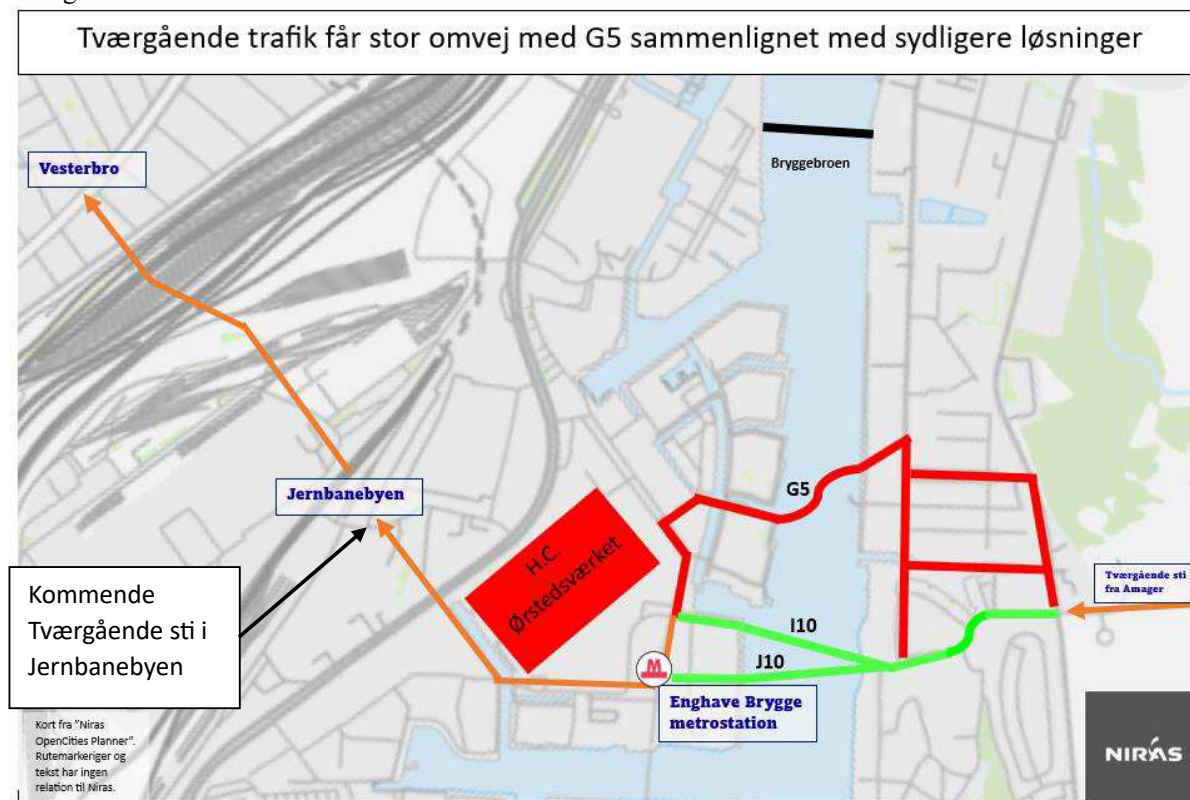 Tværgående trafik får stor omvej med G5 sammenlignet med sydligere løsninger
Vesterbro
Bryggebroen
Jernbanebyen
G5
H.C.
Ørstedsværket
Kommende
Tværgående sti i
Jernbanebyen
Tværgående sti
fra Amager
I10
J10
M
Enghave Brygge
metrostation
Kort fra "Niras
OpenCities Planner".
Rutemarkeriger og
tekst har ingen
relation til Niras.
NIRAS